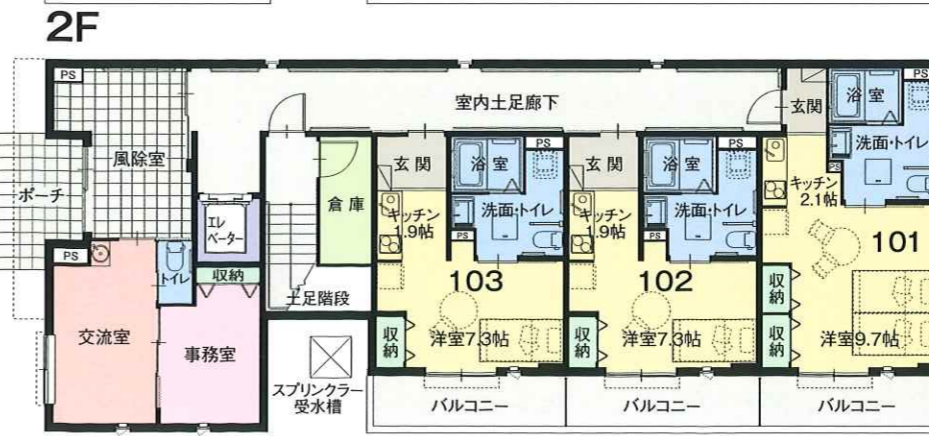 2F
PS
室内土足廊下
風除室
ポーチ
PS
エレ
ベーター
倉庫
土足階段
トイレ
収納
交流室
事務室
スプリンクラー
受水槽
玄関
浴室
PS
洗面・トイレ
キッチン
1.9帖
PS
103
収納
洋室7.3帖
バルコニー
玄関
浴室
PS
洗面・トイレ
キッチン
1.9帖
PS
102
収納
洋室7.3帖
バルコニー
玄関
浴室
PS
洗面・トイレ
PS
キッチン
2.1帖
101
収納
収納
洋室9.7帖
バルコニー